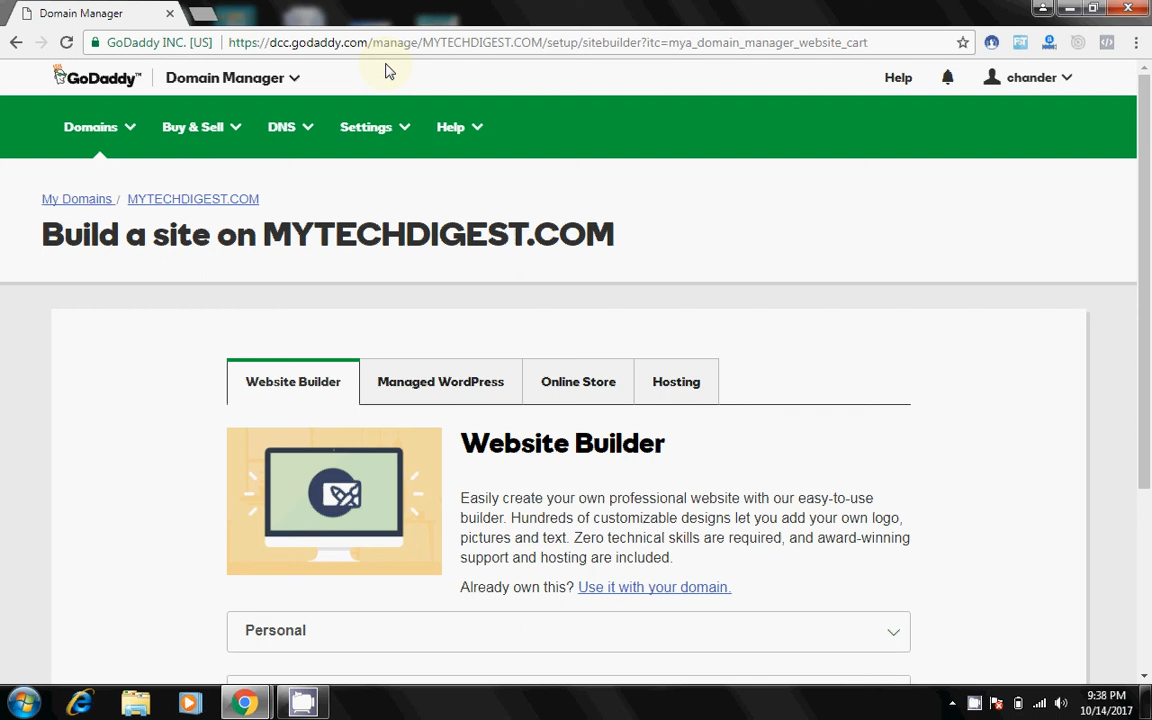 Domain Manager
GoDaddy INC. [US]
https://dcc.godaddy.com/manage/MYTECHDIGEST.COM/setup/sitebuilder?itc=mya_domain_manager_website_cart
GoDaddy™
Domain Manager
Help
chander
Domains
Buy & Sell
DNS
Settings
Help
My Domains / MYTECHDIGEST.COM
Build a site on MYTECHDIGEST.COM
Website Builder
Managed WordPress
Online Store
Hosting
Website Builder
Easily create your own professional website with our easy-to-use
builder. Hundreds of customizable designs let you add your own logo,
pictures and text. Zero technical skills are required, and award-winning
support and hosting are included.
Already own this? Use it with your domain.
Personal
9:38 PM
10/14/2017